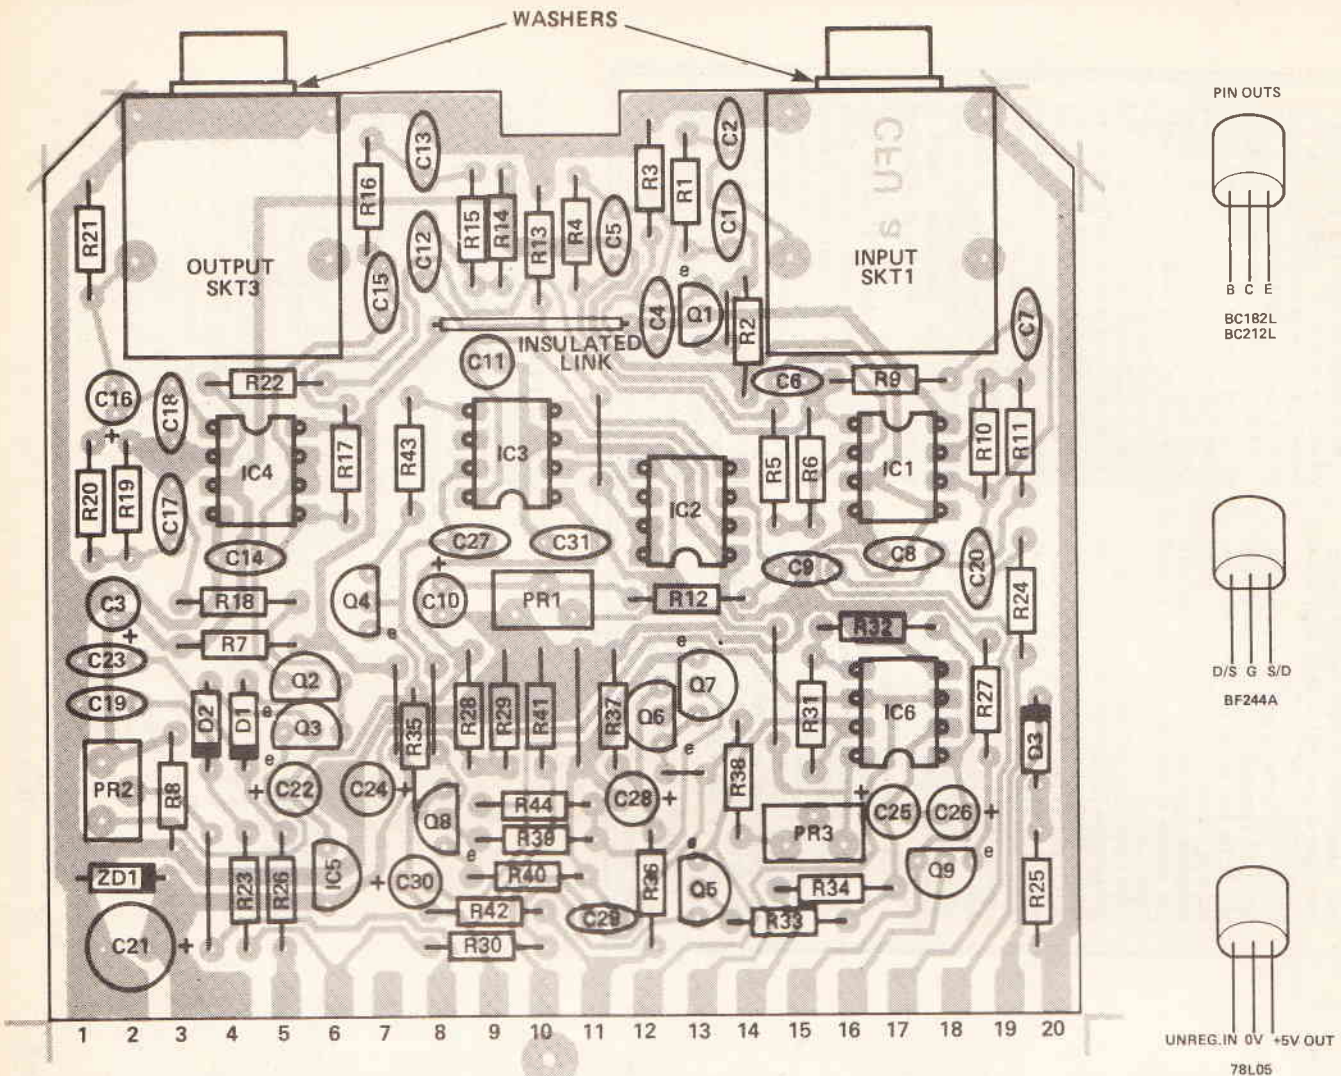 WASHERS
PIN OUTS
C13
C2
CFU a
R16
R3
R1
R21
R15
R14
R13
R4
C5
C1
C12
OUTPUT
SKT3
INPUT
SKT1
C15
e
B C E
BC182L
BC212L
C4
Q1
R2
C7
INSULATED
LINK
C11
R22
C6
R9
C16
+
C18
R17
R43
IC3
R5
R6
IC1
R10
R11
IC4
R20
R19
C17
IC2
C27
C31
C14
+
C9
C8
C20
R24
C3
+
R18
Q4
e
C10
PR1
R12
R32
R7
C23
C19
Q2
e
Q3
e
e
Q7
D/S G S/D
BF244A
D2
D1
R35
R28
R29
R41
R37
Q6
e
R31
IC6
R27
D3
PR2
R8
+
C22
C24
+
R38
C28
+
+
C25
C26
+
R44
Q8
e
R39
PR3
ZD1
R23
R26
IC5
+
C30
R40
R36
e
Q5
R34
Q9
e
R25
C21
+
R42
C29
R33
R30
1 2 3 4 5 6 7 8 9 10 11 12 13 14 15 16 17 18 19 20
UNREG.IN 0V +5V OUT
78L05